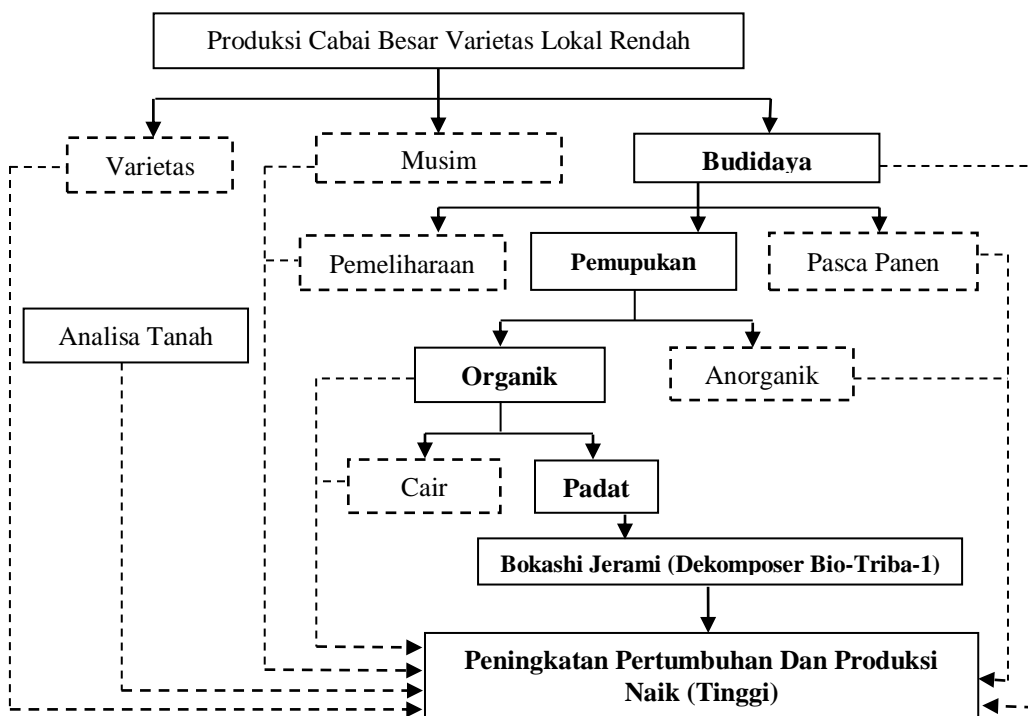 Produksi Cabai Besar Varietas Lokal Rendah
Varietas
Musim
Budidaya
Pemeliharaan
Pemupukan
Pasca Panen
Analisa Tanah
Organik
Anorganik
Cair
Padat
Bokashi Jerami (Dekomposer Bio-Triba-1)
Peningkatan Pertumbuhan Dan Produksi
Naik (Tinggi)